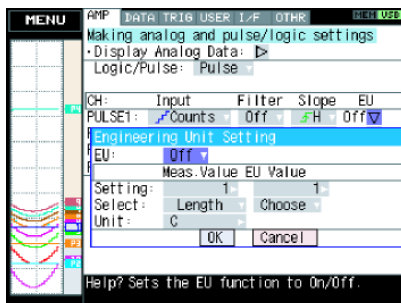 MENU AMP DATA TRIG USER I/F OTHR MEM USB
Making analog and pulse/logic settings
・Display Analog Data:
Logic/Pulse: Pulse
CH: Input Filter Slope EU
PULSE1: Counts Off H Off
Engineering Unit Setting
EU: Off
Meas.Value EU Value
Setting: 1 1
Select: Length Choose
Unit: C
OK Cancel
Help? Sets the EU function to On/Off.